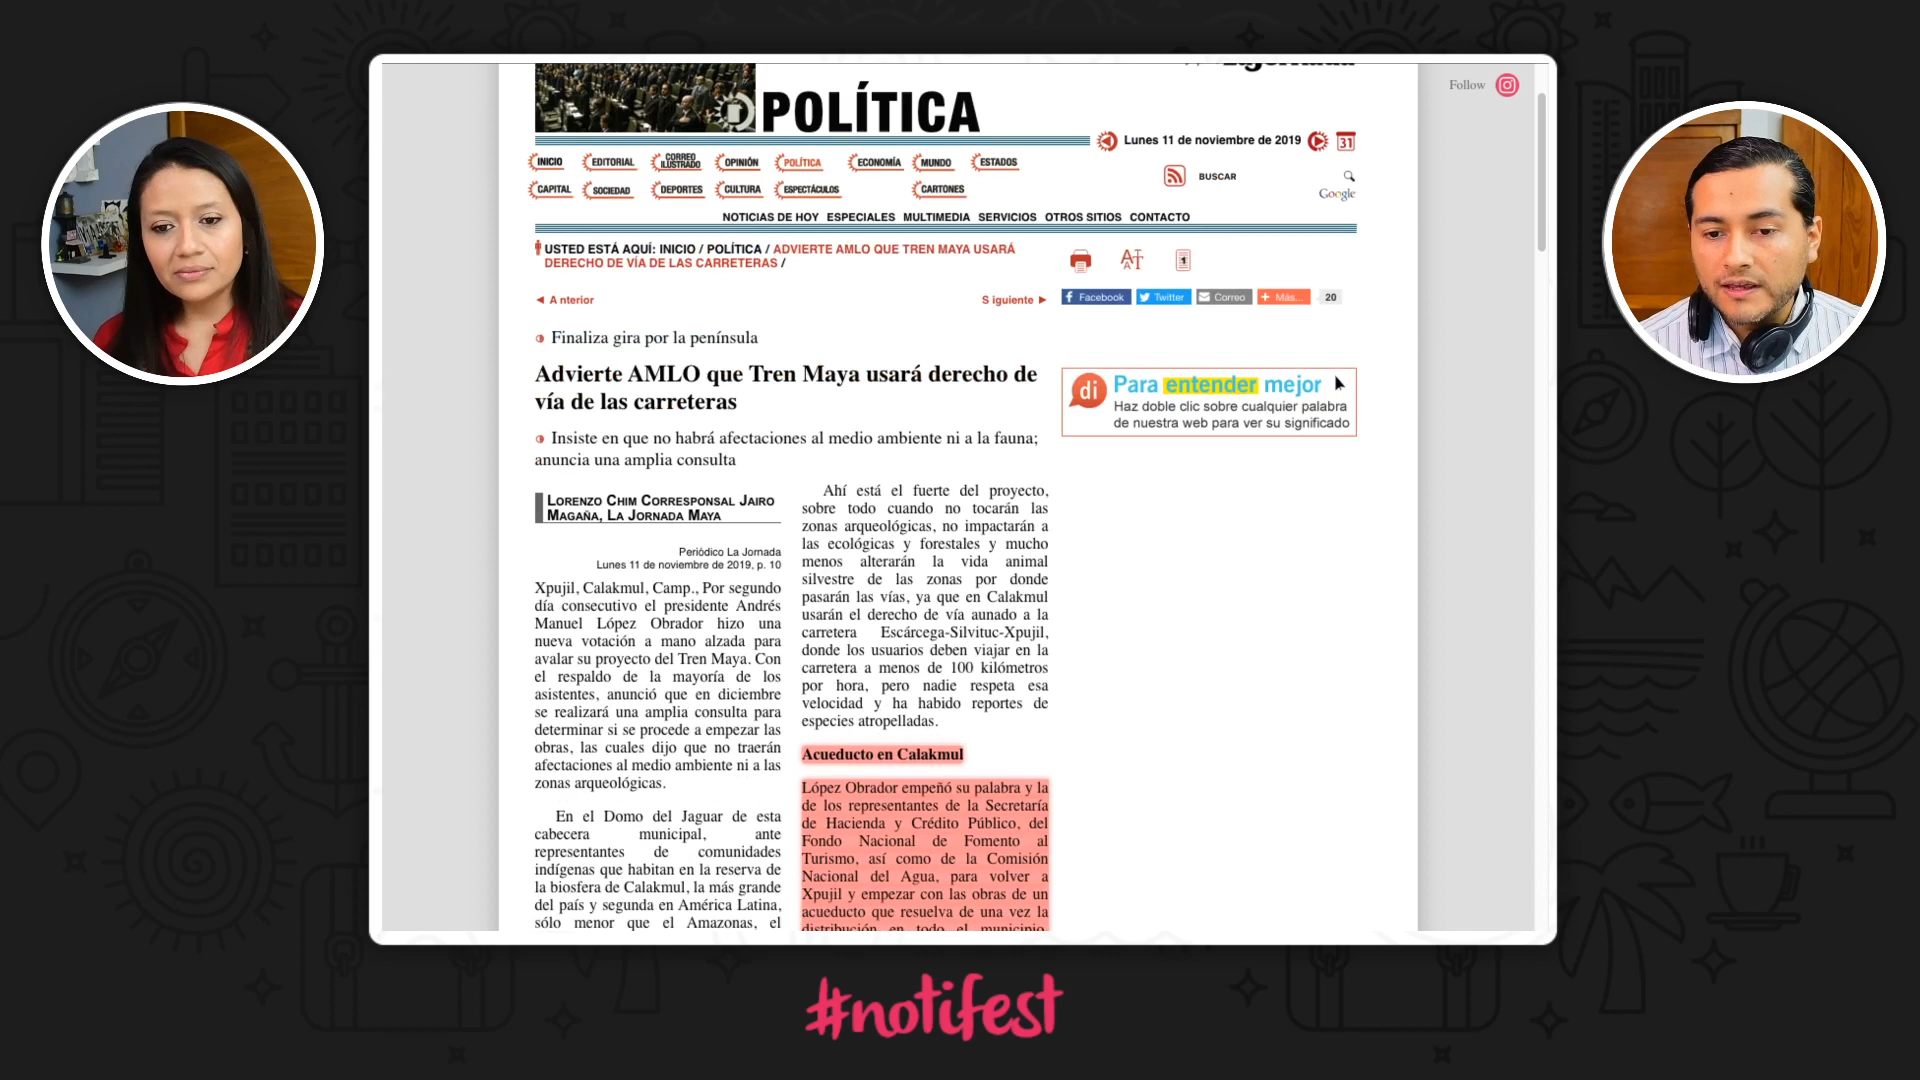 Follow
POLÍTICA
Lunes 11 de noviembre de 2019
31
INICIO EDITORIAL CORREO ILUSTRADO OPINIÓN POLÍTICA ECONOMÍA MUNDO ESTADOS
CAPITAL SOCIEDAD DEPORTES CULTURA ESPECTÁCULOS CARTONES
BUSCAR
Google
NOTICIAS DE HOY ESPECIALES MULTIMEDIA SERVICIOS OTROS SITIOS CONTACTO
USTED ESTÁ AQUÍ: INICIO / POLÍTICA / ADVIERTE AMLO QUE TREN MAYA USARÁ
DERECHO DE VÍA DE LAS CARRETERAS /
A nterior
S iguiente
Facebook Twitter Correo Más... 20
Finaliza gira por la península
Advierte AMLO que Tren Maya usará derecho de
vía de las carreteras
Insiste en que no habrá afectaciones al medio ambiente ni a la fauna;
anuncia una amplia consulta
di Para entender mejor
Haz doble clic sobre cualquier palabra
de nuestra web para ver su significado
Lorenzo Chim Corresponsal Jairo
Magaña, La Jornada Maya
Periódico La Jornada
Lunes 11 de noviembre de 2019, p. 10
Xpujil, Calakmul, Camp., Por segundo
día consecutivo el presidente Andrés
Manuel López Obrador hizo una
nueva votación a mano alzada para
avalar su proyecto del Tren Maya. Con
el respaldo de la mayoría de los
asistentes, anunció que en diciembre
se realizará una amplia consulta para
determinar si se procede a empezar las
obras, las cuales dijo que no traerán
afectaciones al medio ambiente ni a las
zonas arqueológicas.
En el Domo del Jaguar de esta
cabecera municipal, ante
representantes de comunidades
indígenas que habitan en la reserva de
la biosfera de Calakmul, la más grande
del país y segunda en América Latina,
sólo menor que el Amazonas, el
Ahí está el fuerte del proyecto,
sobre todo cuando no tocarán las
zonas arqueológicas, no impactarán a
las ecológicas y forestales y mucho
menos alterarán la vida animal
silvestre de las zonas por donde
pasarán las vías, ya que en Calakmul
usarán el derecho de vía aunado a la
carretera Escárcega-Silvituc-Xpujil,
donde los usuarios deben viajar en la
carretera a menos de 100 kilómetros
por hora, pero nadie respeta esa
velocidad y ha habido reportes de
especies atropelladas.
Acueducto en Calakmul
López Obrador empeñó su palabra y la
de los representantes de la Secretaría
de Hacienda y Crédito Público, del
Fondo Nacional de Fomento al
Turismo, así como de la Comisión
Nacional del Agua, para volver a
Xpujil y empezar con las obras de un
acueducto que resuelva de una vez la
distribución en todo el municipio.
#notifest